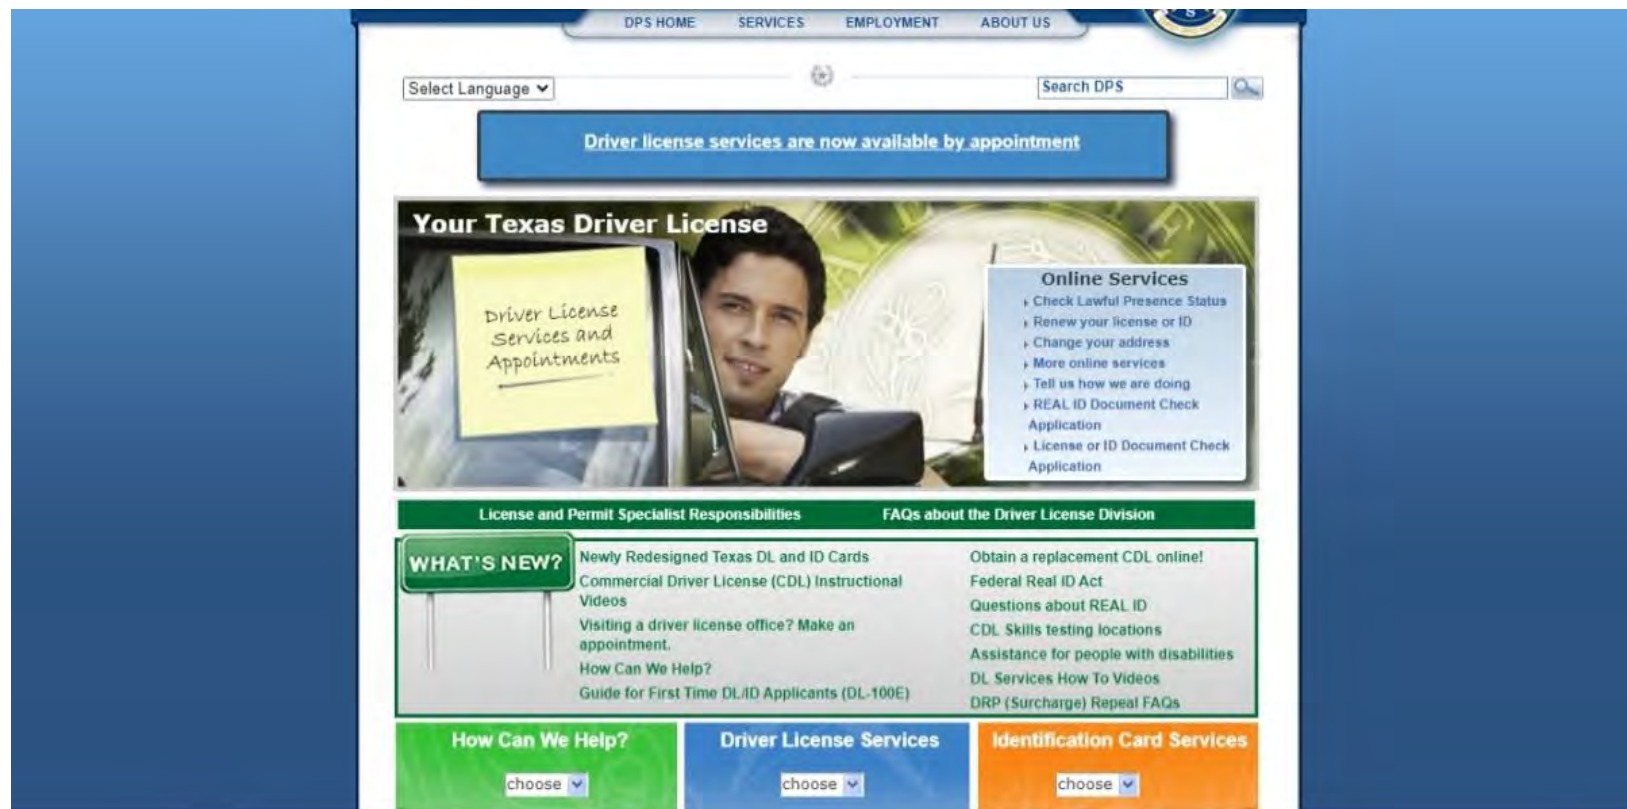 DPS HOME SERVICES EMPLOYMENT ABOUT US
Select Language
Search DPS
Driver license services are now available by appointment
Your Texas Driver License
Driver License
Services and
Appointments
Online Services
Check Lawful Presence Status
Renew your license or ID
Change your address
More online services
Tell us how we are doing
REAL ID Document Check
Application
License or ID Document Check
Application
License and Permit Specialist Responsibilities FAQs about the Driver License Division
WHAT'S NEW?
Newly Redesigned Texas DL and ID Cards
Commercial Driver License (CDL) Instructional
Videos
Visiting a driver license office? Make an
appointment.
How Can We Help?
Guide for First Time DL/ID Applicants (DL-100E)
Obtain a replacement CDL online!
Federal Real ID Act
Questions about REAL ID
CDL Skills testing locations
Assistance for people with disabilities
DL Services How To Videos
DRP (Surcharge) Repeal FAQs
How Can We Help?
choose
Driver License Services
choose
Identification Card Services
choose